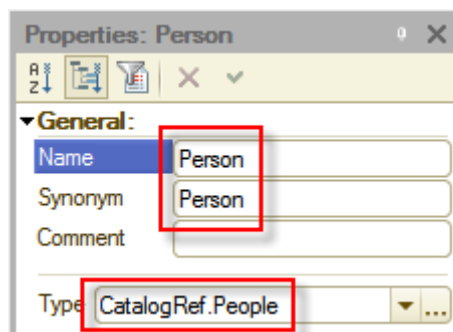 Properties: Person
General:
Name Person
Synonym Person
Comment
Type CatalogRef.People